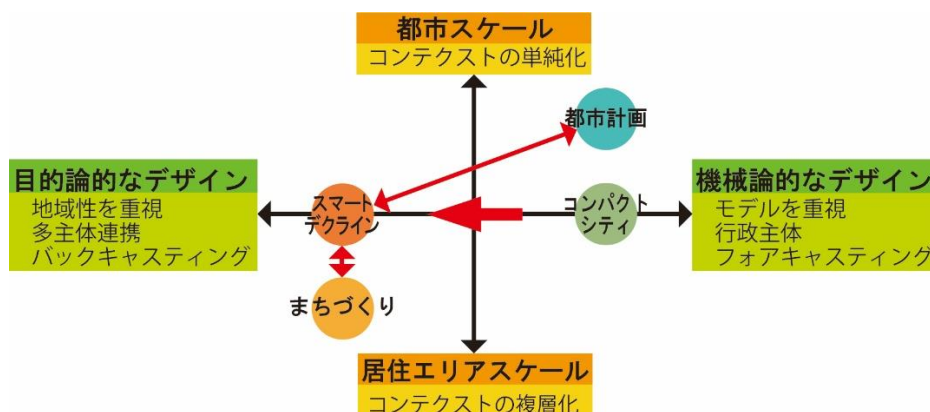 都市スケール
コンテクストの単純化
都市計画
目的論的なデザイン
地域性を重視
多主体連携
バックキャスティング
スマート
デクライン
コンパクト
シティ
機械論的なデザイン
モデルを重視
行政主体
フォアキャスティング
まちづくり
居住エリアスケール
コンテクストの複層化